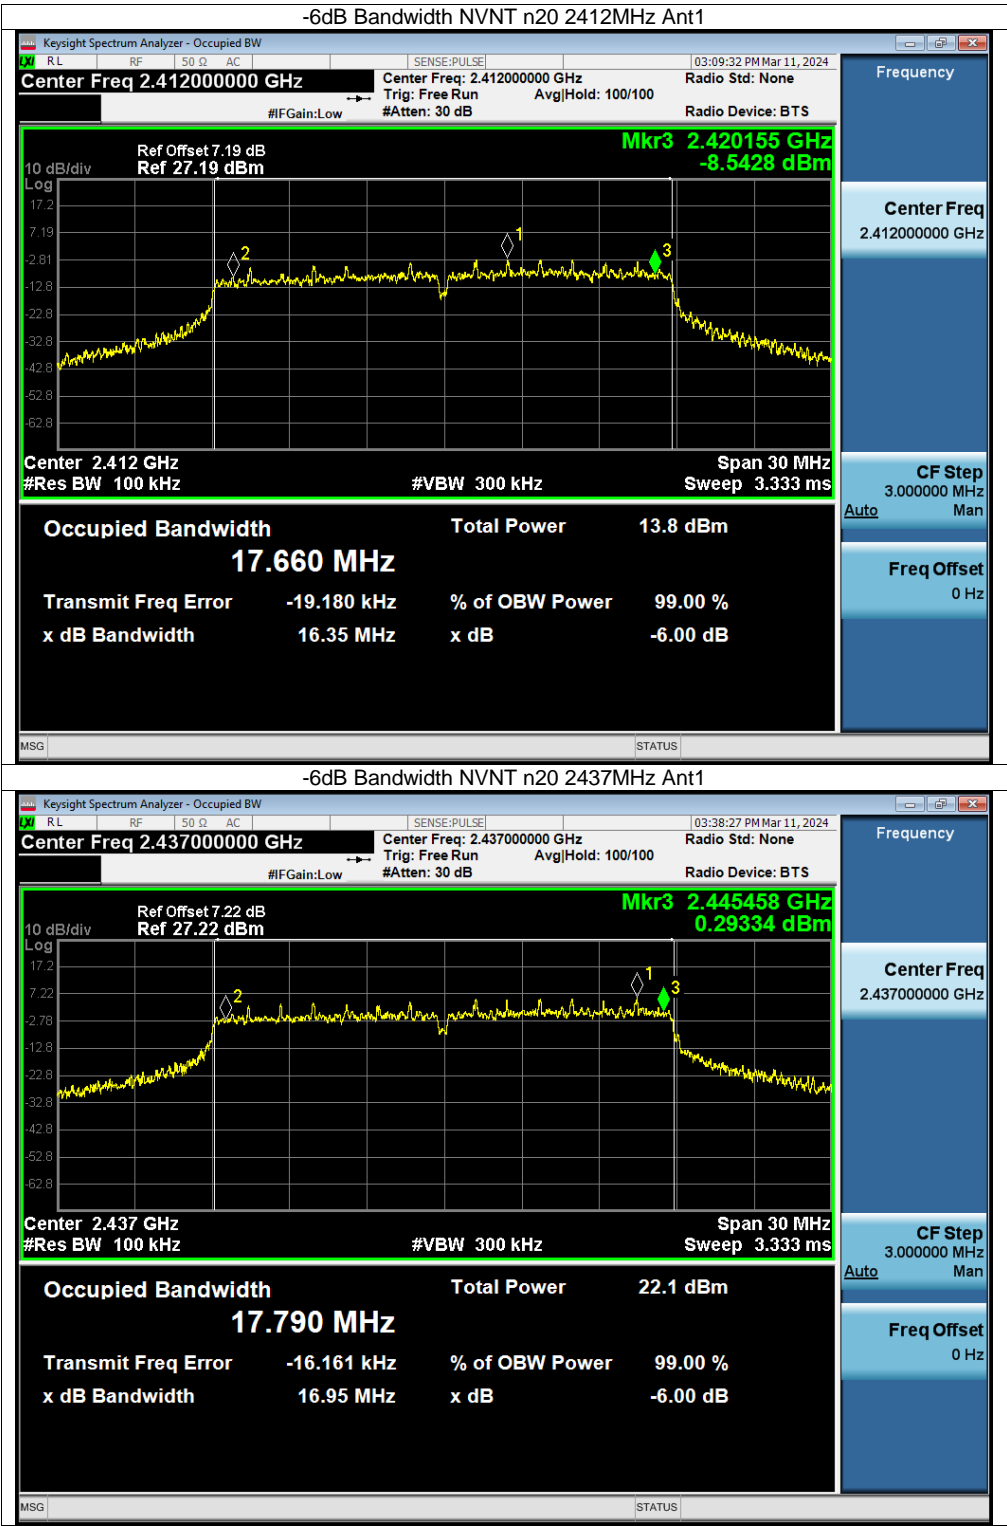 -6dB Bandwidth NVNT n20 2412MHz Ant1
Keysight Spectrum Analyzer - Occupied BW
LXI RL RF 50 Ω AC SENSE:PULSE 03:09:32 PM Mar 11, 2024
Center Freq 2.412000000 GHz
Center Freq: 2.412000000 GHz
Radio Std: None
Trig: Free Run Avg|Hold: 100/100
#IFGain:Low #Atten: 30 dB Radio Device: BTS
Mkr3 2.420155 GHz
-8.5428 dBm
Ref Offset 7.19 dB
10 dB/div Ref 27.19 dBm
Log
17.2
7.19
-2.81
-12.8
-22.8
-32.8
-42.8
-52.8
-62.8
1
2
3
Center 2.412 GHz Span 30 MHz
#Res BW 100 kHz #VBW 300 kHz Sweep 3.333 ms
Occupied Bandwidth Total Power 13.8 dBm
17.660 MHz
Transmit Freq Error -19.180 kHz % of OBW Power 99.00 %
x dB Bandwidth 16.35 MHz x dB -6.00 dB
MSG STATUS
Frequency
Center Freq
2.412000000 GHz
CF Step
3.000000 MHz
Auto Man
Freq Offset
0 Hz
-6dB Bandwidth NVNT n20 2437MHz Ant1
Keysight Spectrum Analyzer - Occupied BW
LXI RL RF 50 Ω AC SENSE:PULSE 03:38:27 PM Mar 11, 2024
Center Freq 2.437000000 GHz
Center Freq: 2.437000000 GHz
Radio Std: None
Trig: Free Run Avg|Hold: 100/100
#IFGain:Low #Atten: 30 dB Radio Device: BTS
Mkr3 2.445458 GHz
0.29334 dBm
Ref Offset 7.22 dB
10 dB/div Ref 27.22 dBm
Log
17.2
7.22
-2.78
-12.8
-22.8
-32.8
-42.8
-52.8
-62.8
1
2
3
Center 2.437 GHz Span 30 MHz
#Res BW 100 kHz #VBW 300 kHz Sweep 3.333 ms
Occupied Bandwidth Total Power 22.1 dBm
17.790 MHz
Transmit Freq Error -16.161 kHz % of OBW Power 99.00 %
x dB Bandwidth 16.95 MHz x dB -6.00 dB
MSG STATUS
Frequency
Center Freq
2.437000000 GHz
CF Step
3.000000 MHz
Auto Man
Freq Offset
0 Hz